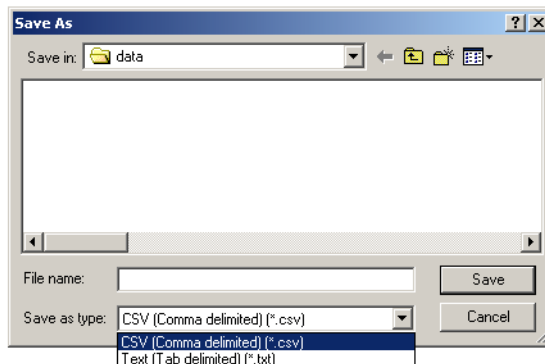 Save As
Save in: data
File name:
Save
Save as type: CSV (Comma delimited) (*.csv)
Cancel
CSV (Comma delimited) (*.csv)
Text (Tab delimited) (*.txt)